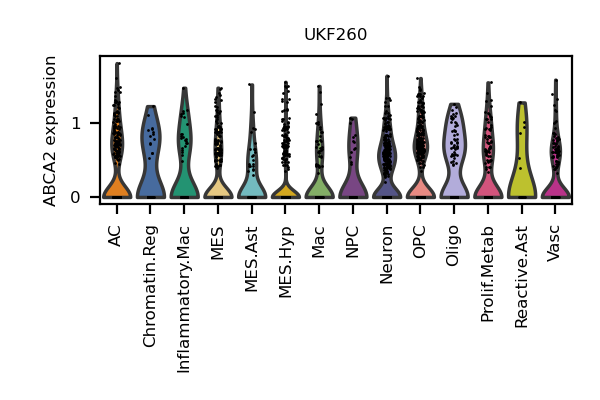 UKF260
ABCA2 expression
1
0
AC
Chromatin.Reg
Inflammatory.Mac
MES
MES.Ast
MES.Hyp
Mac
NPC
Neuron
OPC
Oligo
Prolif.Metab
Reactive.Ast
Vasc